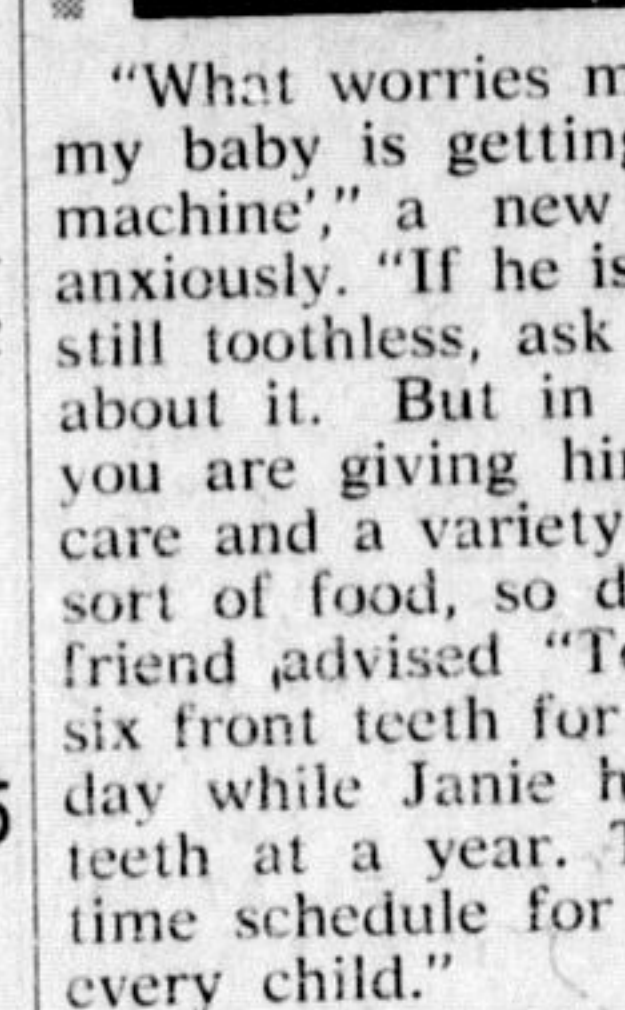 "What worries m
my baby is getting
machine'," a new
anxiously. "If he is
still toothless, ask
about it. But in
you are giving hi
care and a variety
sort of food, so d
friend advised "T
six front teeth for
day while Janie h
teeth at a year. T
time schedule for
every child."
5